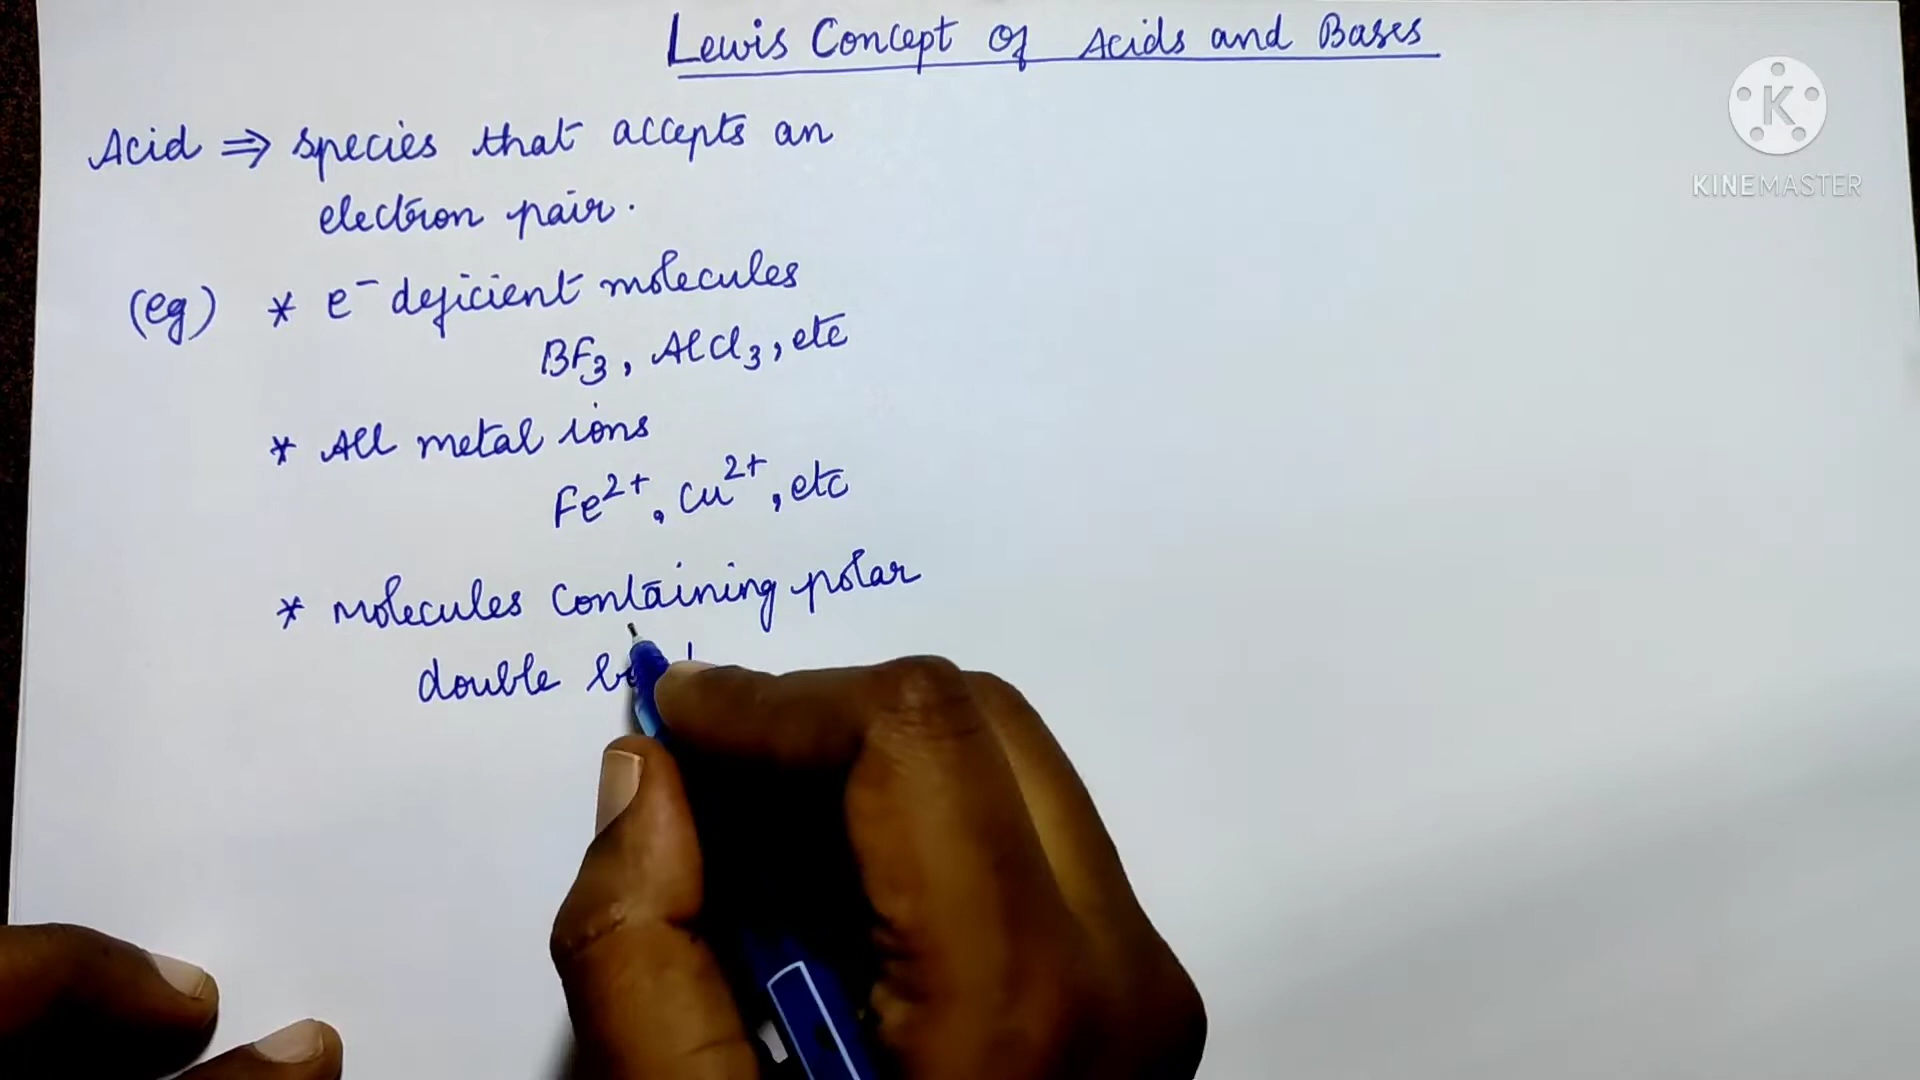 Lewis Concept of Acids and Bases
Acid ⇒ species that accepts an
electron pair.
(eg) * e⁻ deficient molecules
BF₃, AlCl₃, etc
* All metal ions
Fe²⁺, Cu²⁺, etc
* molecules containing polar
double
K
KINEMASTER